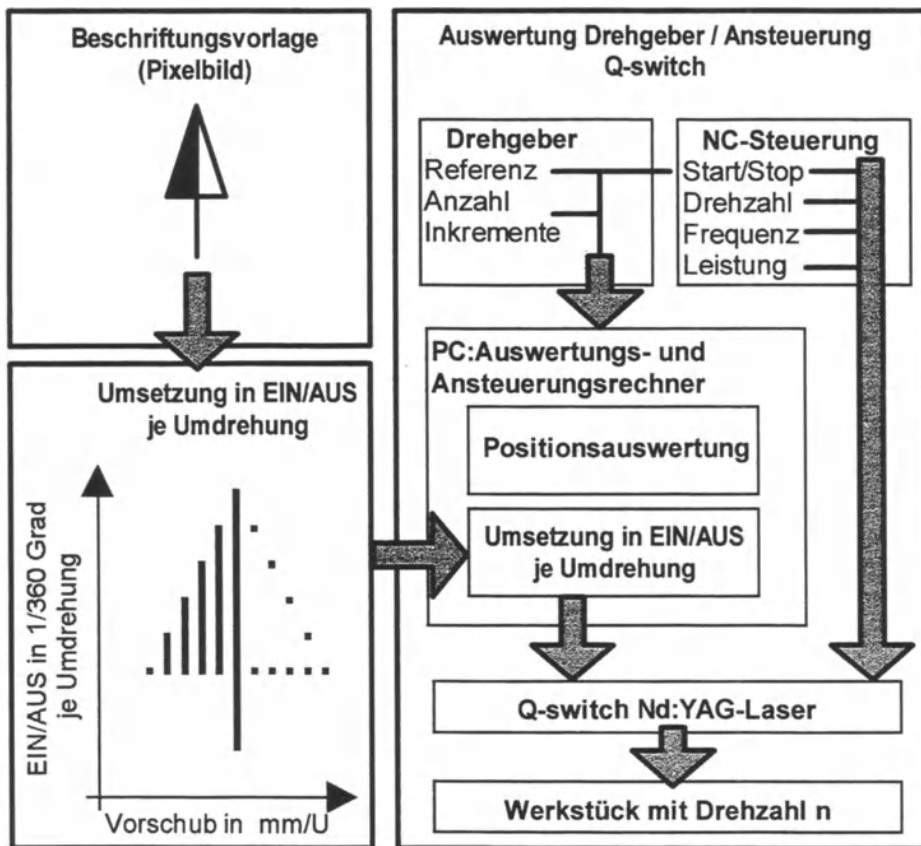 Beschriftungsvorlage
(Pixelbild)
Umsetzung in EIN/AUS
je Umdrehung
EIN/AUS in 1/360 Grad
je Umdrehung
Vorschub in mm/U
Auswertung Drehgeber / Ansteuerung
Q-switch
Drehgeber
Referenz
Anzahl
Inkremente
NC-Steuerung
Start/Stop
Drehzahl
Frequenz
Leistung
PC:Auswertungs- und
Ansteuerungsrechner
Positionsauswertung
Umsetzung in EIN/AUS
je Umdrehung
Q-switch Nd:YAG-Laser
Werkstück mit Drehzahl n